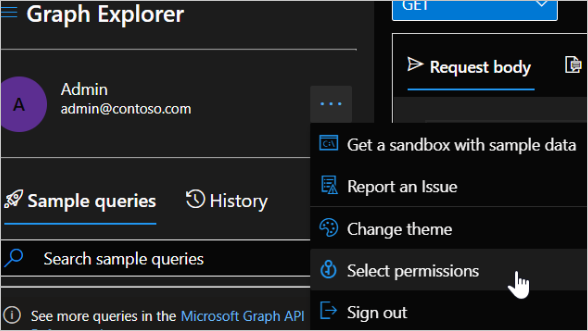 Graph Explorer
GET
Request body
A
Admin
admin@contoso.com
...
Get a sandbox with sample data
Report an Issue
Change theme
Select permissions
Sign out
Sample queries
History
Search sample queries
See more queries in the Microsoft Graph API